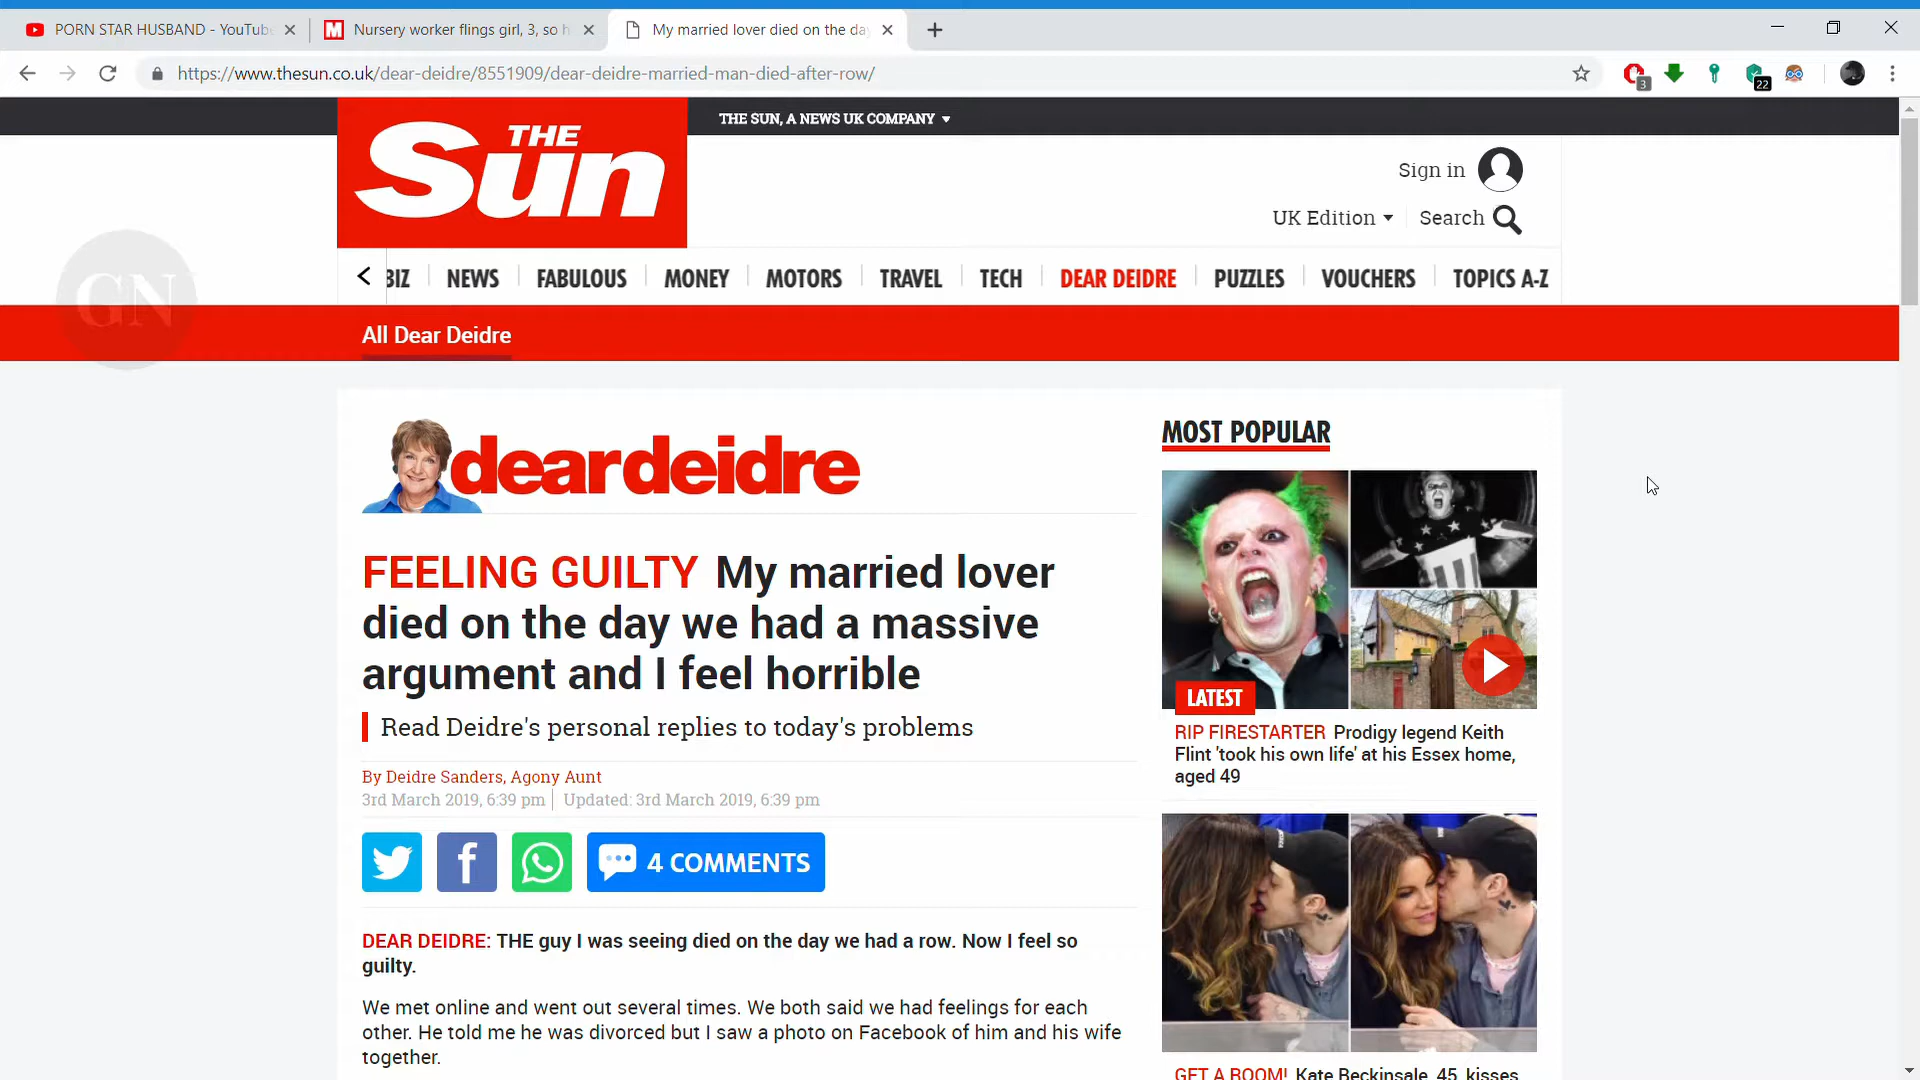 PORN STAR HUSBAND - YouTub
Nursery worker flings girl, 3, so h
My married lover died on the da
https://www.thesun.co.uk/dear-deidre/8551909/dear-deidre-married-man-died-after-row/
3
22
THE SUN, A NEWS UK COMPANY
THE
Sun
Sign in
UK Edition
Search
GN
BIZ
NEWS
FABULOUS
MONEY
MOTORS
TRAVEL
TECH
DEAR DEIDRE
PUZZLES
VOUCHERS
TOPICS A-Z
All Dear Deidre
deardeidre
FEELING GUILTY My married lover
died on the day we had a massive
argument and I feel horrible
Read Deidre's personal replies to today's problems
By Deidre Sanders, Agony Aunt
3rd March 2019, 6:39 pm
Updated: 3rd March 2019, 6:39 pm
4 COMMENTS
DEAR DEIDRE: THE guy I was seeing died on the day we had a row. Now I feel so
guilty.
We met online and went out several times. We both said we had feelings for each
other. He told me he was divorced but I saw a photo on Facebook of him and his wife
together.
MOST POPULAR
LATEST
RIP FIRESTARTER Prodigy legend Keith
Flint 'took his own life' at his Essex home,
aged 49
GET A ROOM! Kate Beckinsale, 45, kisses